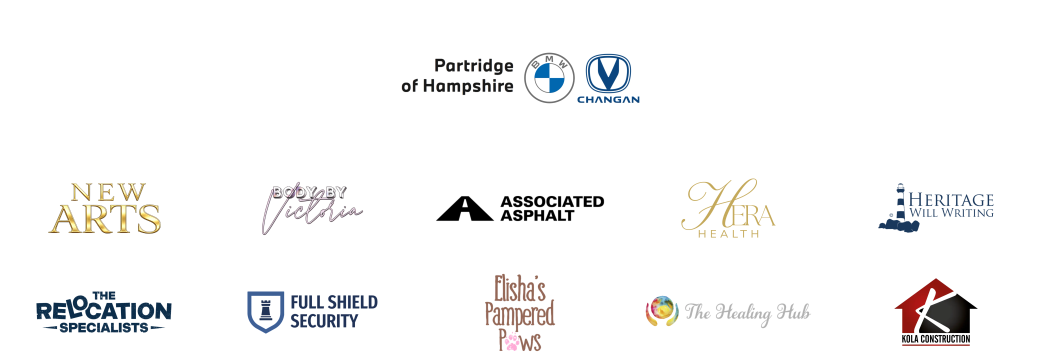 Partridge
of Hampshire
BMW
CHANGAN
NEW
ARTS
BODY BY
Victoria
ASSOCIATED
ASPHALT
HERA
HEALTH
HERITAGE
WILL WRITING
THE
RELOCATION
SPECIALISTS
FULL SHIELD
SECURITY
Elisha's
Pampered
Paws
The Healing Hub
K
KOLA CONSTRUCTION